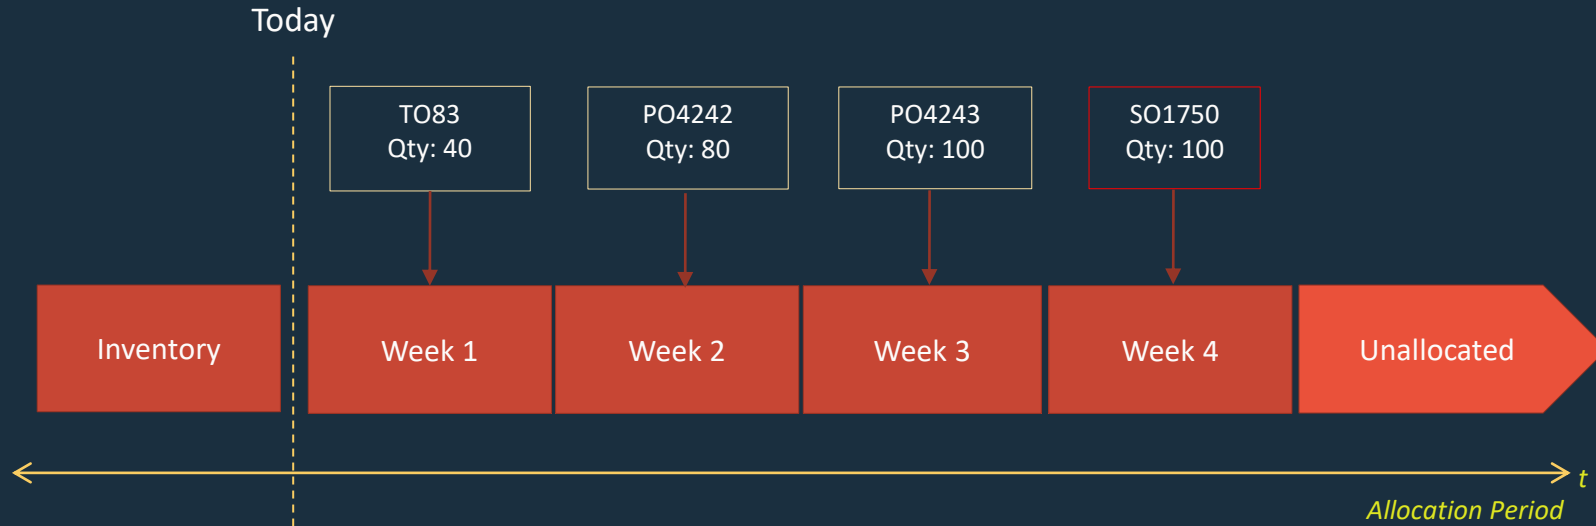 Today
TO83
Qty: 40
PO4242
Qty: 80
PO4243
Qty: 100
SO1750
Qty: 100
Inventory
Week 1
Week 2
Week 3
Week 4
Unallocated
t
Allocation Period